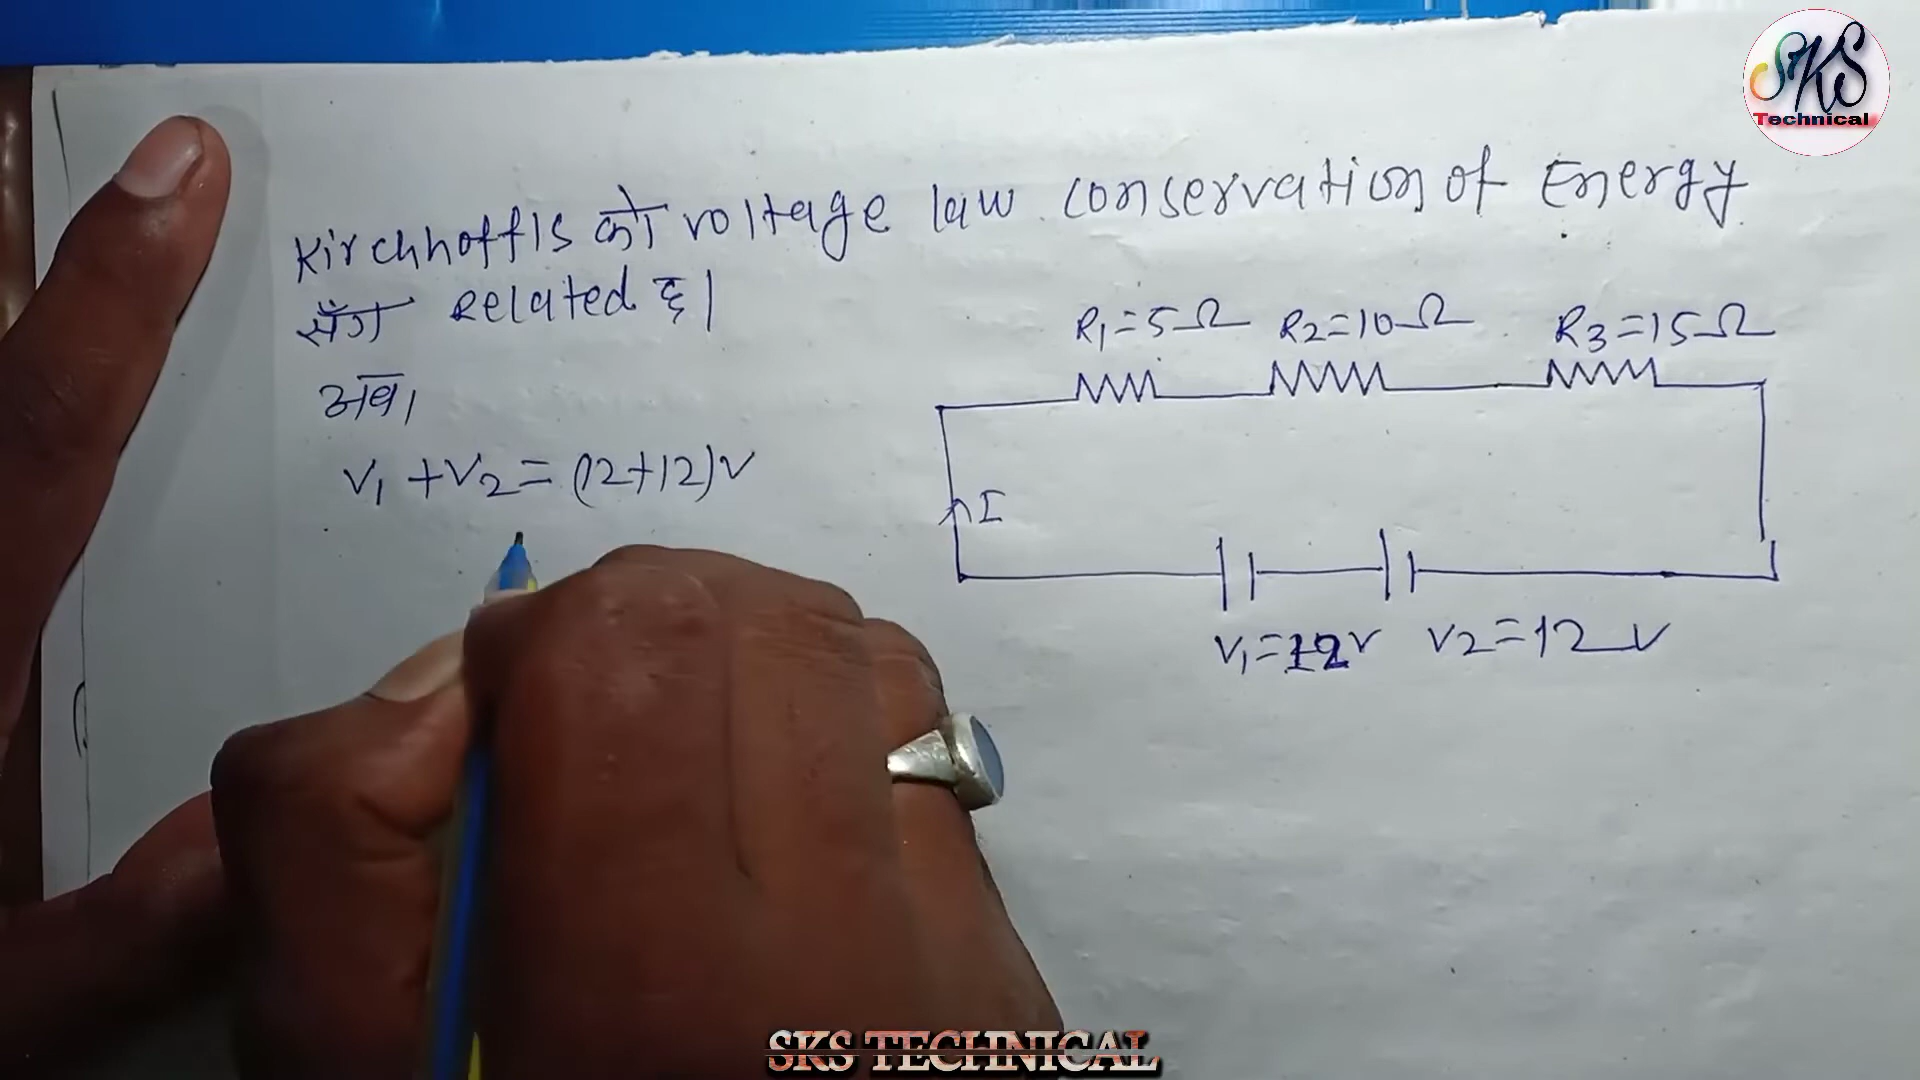 SKS
Technical
Kirchhoff's को voltage law conservation of Energy
सँग Related छ।
अब।
V₁ + V₂ = (12+12)V
R₁=5Ω R₂=10Ω R₃=15Ω
I
V₁=12V V₂=12V
SKS TECHNICAL